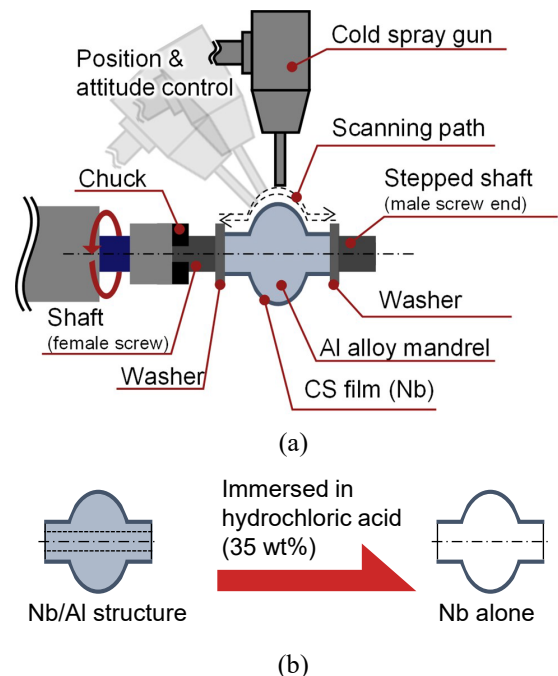 (a)
Position &
attitude control
Cold spray gun
Scanning path
Chuck
Stepped shaft
(male screw end)
Shaft
(female screw)
Washer
Washer
Al alloy mandrel
CS film (Nb)
(a)
Immersed in
hydrochloric acid
(35 wt%)
Nb/Al structure
Nb alone
(b)
(b)